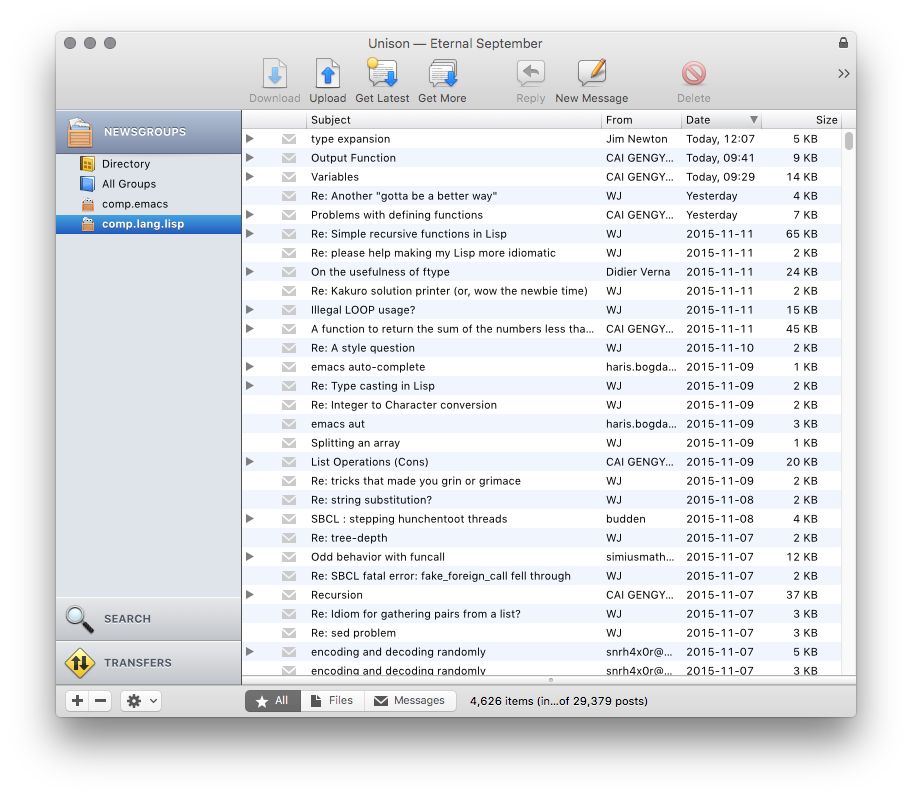 Unison — Eternal September
Download Upload Get Latest Get More Reply New Message Delete
NEWSGROUPS
Directory
All Groups
comp.emacs
comp.lang.lisp
SEARCH
TRANSFERS
Subject From Date Size
type expansion Jim Newton Today, 12:07 5 KB
Output Function CAI GENGY... Today, 09:41 9 KB
Variables CAI GENGY... Today, 09:29 14 KB
Re: Another "gotta be a better way" WJ Yesterday 4 KB
Problems with defining functions CAI GENGY... Yesterday 7 KB
Re: Simple recursive functions in Lisp WJ 2015-11-11 65 KB
Re: please help making my Lisp more idiomatic WJ 2015-11-11 2 KB
On the usefulness of ftype Didier Verna 2015-11-11 24 KB
Re: Kakuro solution printer (or, wow the newbie time) WJ 2015-11-11 2 KB
Illegal LOOP usage? WJ 2015-11-11 15 KB
A function to return the sum of the numbers less tha... CAI GENGY... 2015-11-11 45 KB
Re: A style question WJ 2015-11-10 2 KB
emacs auto-complete haris.bogda... 2015-11-09 1 KB
Re: Type casting in Lisp WJ 2015-11-09 2 KB
Re: Integer to Character conversion WJ 2015-11-09 2 KB
emacs aut haris.bogda... 2015-11-09 3 KB
Splitting an array WJ 2015-11-09 1 KB
List Operations (Cons) CAI GENGY... 2015-11-09 20 KB
Re: tricks that made you grin or grimace WJ 2015-11-09 2 KB
Re: string substitution? WJ 2015-11-08 2 KB
SBCL : stepping hunchentoot threads budden 2015-11-08 4 KB
Re: tree-depth WJ 2015-11-07 2 KB
Odd behavior with funcall simiusmath... 2015-11-07 12 KB
Re: SBCL fatal error: fake_foreign_call fell through WJ 2015-11-07 2 KB
Recursion CAI GENGY... 2015-11-07 37 KB
Re: Idiom for gathering pairs from a list? WJ 2015-11-07 3 KB
Re: sed problem WJ 2015-11-07 3 KB
encoding and decoding randomly snrh4x0r@... 2015-11-07 5 KB
encoding and decoding randomly snrh4x0r@... 2015-11-07 3 KB
All Files Messages 4,626 items (in...of 29,379 posts)